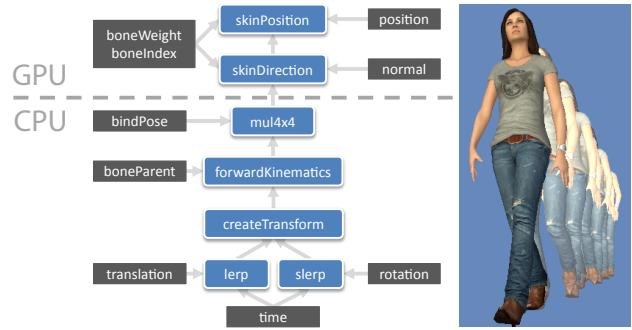 boneWeight
boneIndex
skinPosition
position
GPU
skinDirection
normal
CPU
bindPose
mul4x4
boneParent
forwardKinematics
createTransform
translation
lerp
slerp
rotation
time